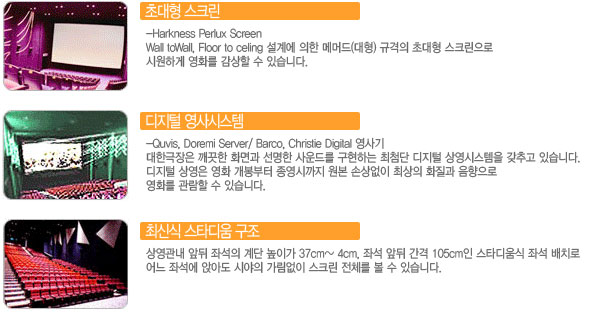 초대형 스크린
-Harkness Perlux Screen
Wall toWall, Floor to celing 설계에 의한 메머드(대형) 규격의 초대형 스크린으로
시원하게 영화를 감상할 수 있습니다.
디지털 영사시스템
-Quvis, Doremi Server/ Barco, Christie Digital 영사기
대한극장은 깨끗한 화면과 선명한 사운드를 구현하는 최첨단 디지털 상영시스템을 갖추고 있습니다.
디지털 상영은 영화 개봉부터 종영시까지 원본 손상없이 최상의 화질과 음향으로
영화를 관람할 수 있습니다.
최신식 스타디움 구조
상영관내 앞뒤 좌석의 계단 높이가 37cm~ 4cm, 좌석 앞뒤 간격 105cm인 스타디움식 좌석 배치로
어느 좌석에 앉아도 시야의 가림없이 스크린 전체를 볼 수 있습니다.